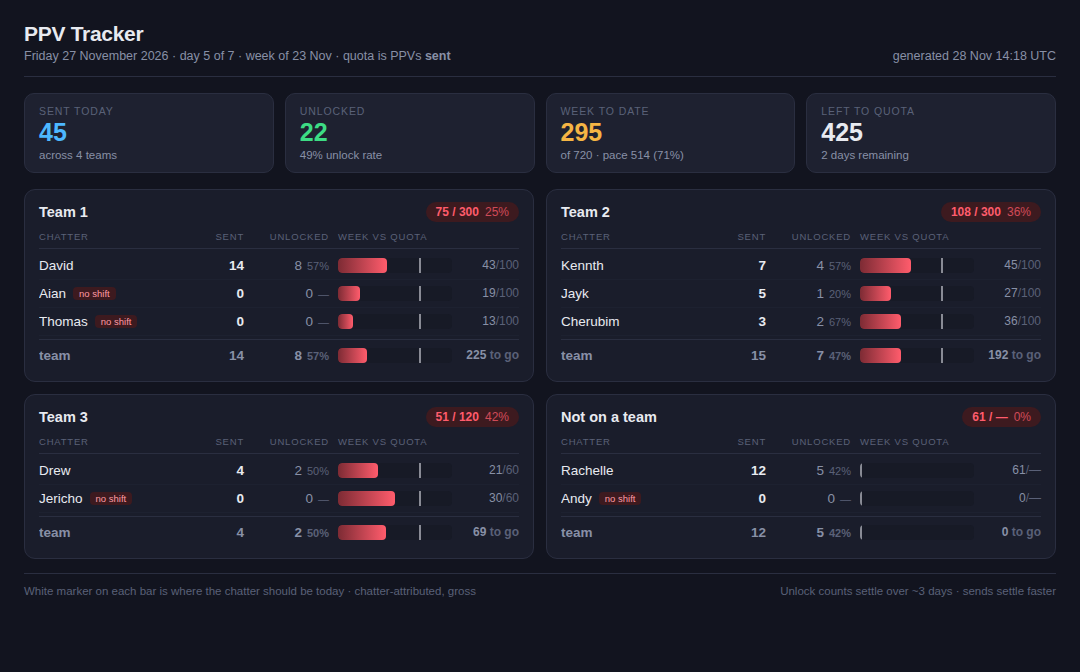 PPV Tracker
Friday 27 November 2026 · day 5 of 7 · week of 23 Nov · quota is PPVs sent
generated 28 Nov 14:18 UTC
SENT TODAY
45
across 4 teams
UNLOCKED
22
49% unlock rate
WEEK TO DATE
295
of 720 · pace 514 (71%)
LEFT TO QUOTA
425
2 days remaining
Team 1 75 / 300 25%
CHATTER SENT UNLOCKED WEEK VS QUOTA
David 14 8 57% 43/100
Aian no shift 0 0 — 19/100
Thomas no shift 0 0 — 13/100
team 14 8 57% 225 to go
Team 2 108 / 300 36%
CHATTER SENT UNLOCKED WEEK VS QUOTA
Kennth 7 4 57% 45/100
Jayk 5 1 20% 27/100
Cherubim 3 2 67% 36/100
team 15 7 47% 192 to go
Team 3 51 / 120 42%
CHATTER SENT UNLOCKED WEEK VS QUOTA
Drew 4 2 50% 21/60
Jericho no shift 0 0 — 30/60
team 4 2 50% 69 to go
Not on a team 61 / — 0%
CHATTER SENT UNLOCKED WEEK VS QUOTA
Rachelle 12 5 42% 61/—
Andy no shift 0 0 — 0/—
team 12 5 42% 0 to go
White marker on each bar is where the chatter should be today · chatter-attributed, gross
Unlock counts settle over ~3 days · sends settle faster